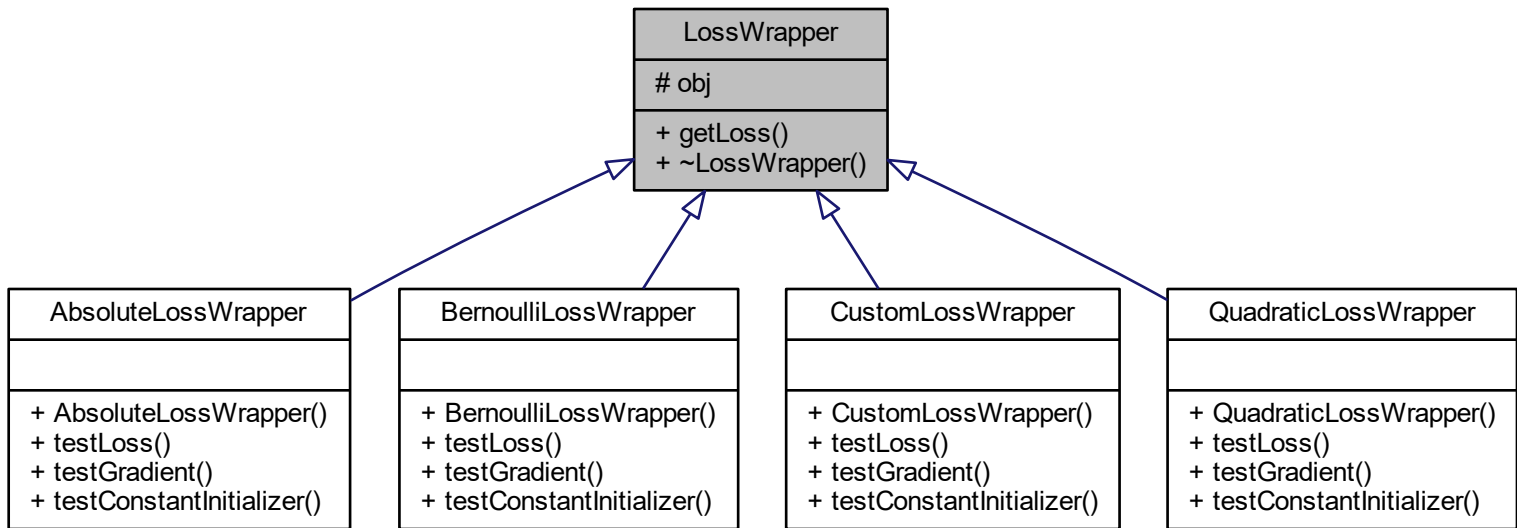 LossWrapper
# obj
+ getLoss()
+ ~LossWrapper()
AbsoluteLossWrapper
+ AbsoluteLossWrapper()
+ testLoss()
+ testGradient()
+ testConstantInitializer()
BernoulliLossWrapper
+ BernoulliLossWrapper()
+ testLoss()
+ testGradient()
+ testConstantInitializer()
CustomLossWrapper
+ CustomLossWrapper()
+ testLoss()
+ testGradient()
+ testConstantInitializer()
QuadraticLossWrapper
+ QuadraticLossWrapper()
+ testLoss()
+ testGradient()
+ testConstantInitializer()